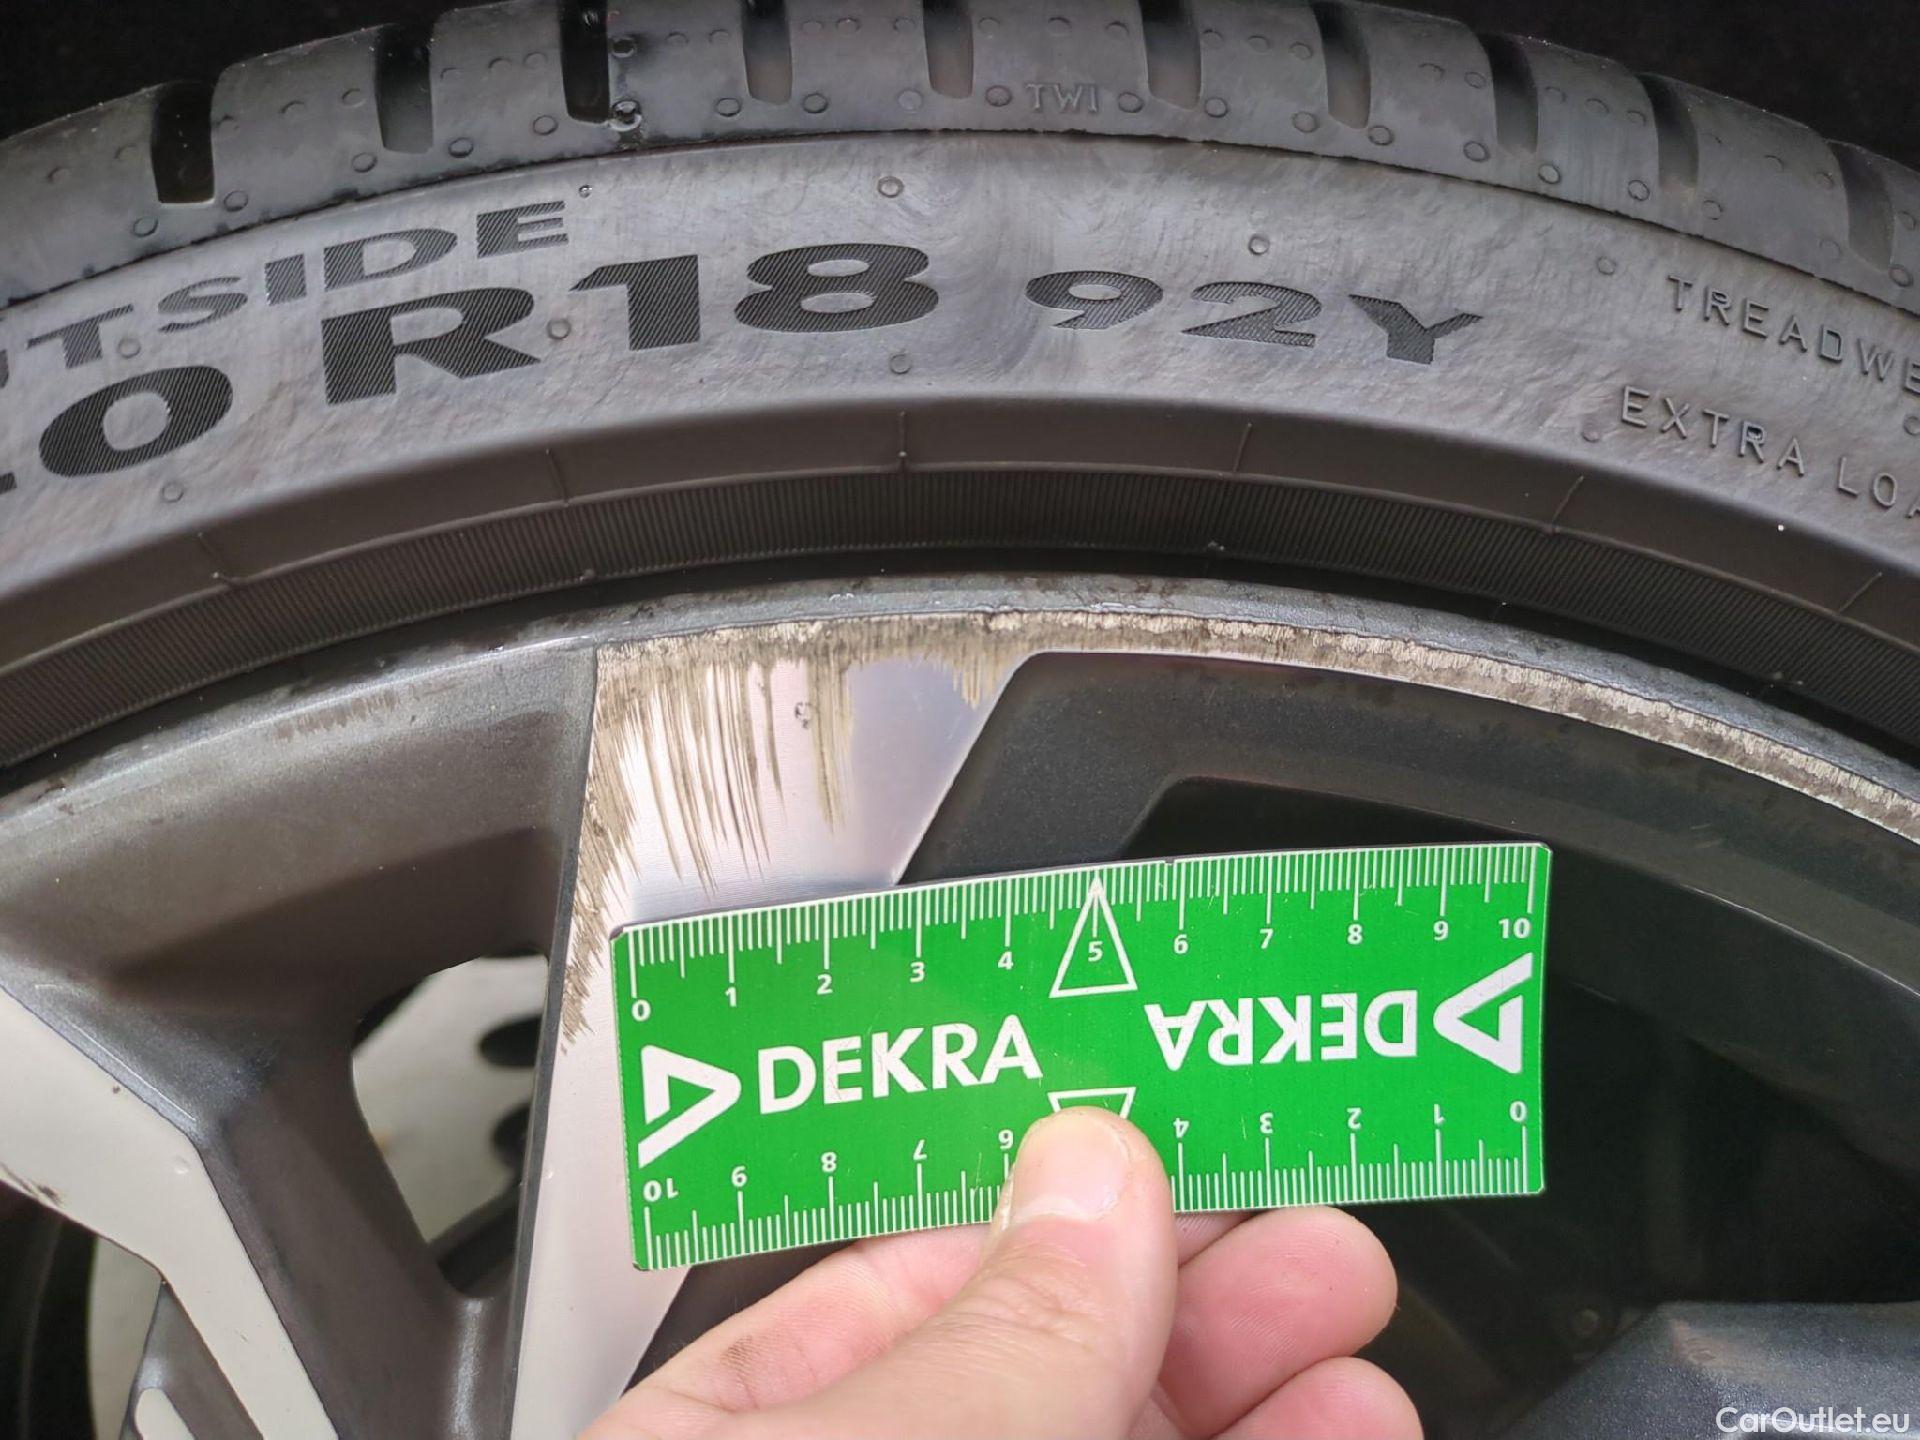 TWI
OUTSIDE
R18 92Y
TREADWE
EXTRA LOA
0 1 2 3 4 5 6 7 8 9 10
DEKRA
DEKRA
10 9 8 7 6 4 3 2 1 0
CarOutlet.eu